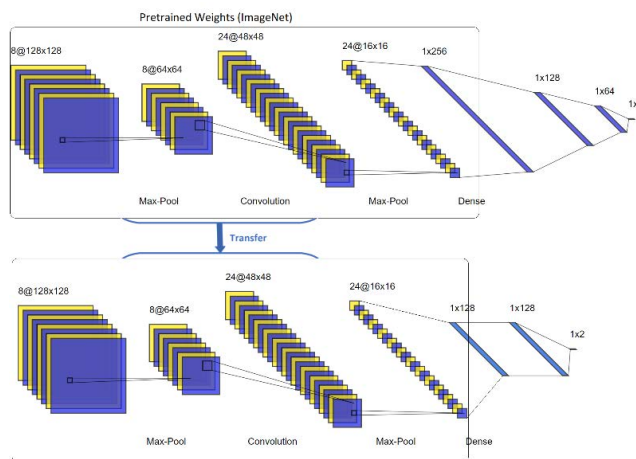 Pretrained Weights (ImageNet)
8@128x128
8@64x64
24@48x48
24@16x16
1x256
1x128
1x64
Max-Pool
Convolution
Max-Pool
Dense
Transfer
8@128x128
8@64x64
24@48x48
24@16x16
1x128
1x128
1x2
Max-Pool
Convolution
Max-Pool
Dense